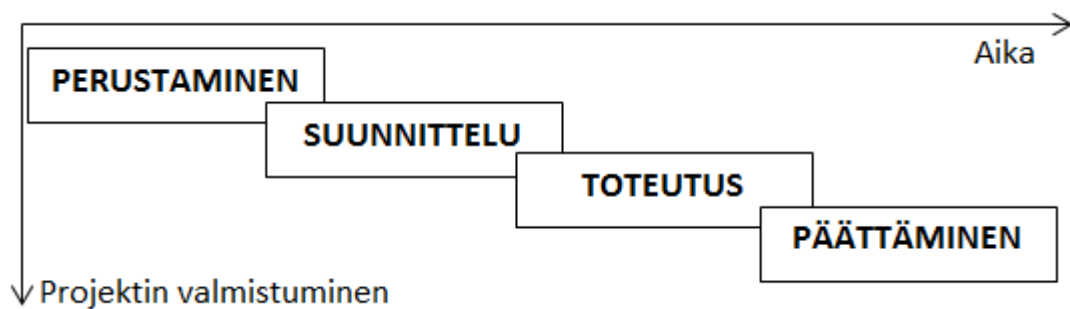 Aika
PERUSTAMINEN
SUUNNITTELU
TOTEUTUS
PÄÄTTÄMINEN
Projektin valmistuminen